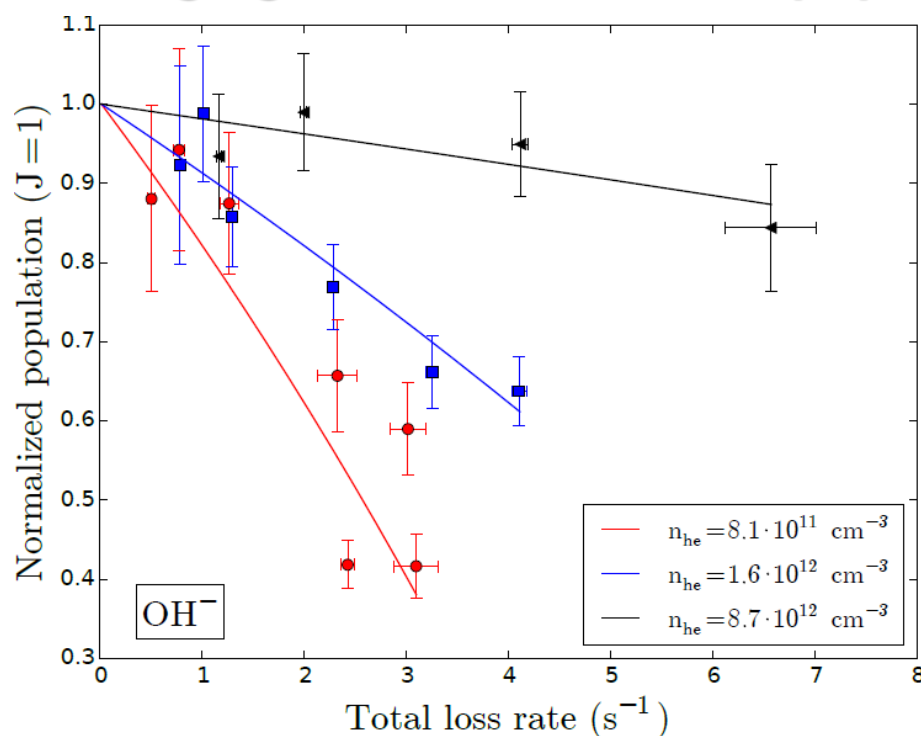 1.1
1.0
0.9
0.8
0.7
0.6
0.5
0.4
0.3
0 1 2 3 4 5 6 7 8
Normalized population (J=1)
Total loss rate (s⁻¹)
OH⁻
n_he=8.1·10¹¹ cm⁻³
n_he=1.6·10¹² cm⁻³
n_he=8.7·10¹² cm⁻³